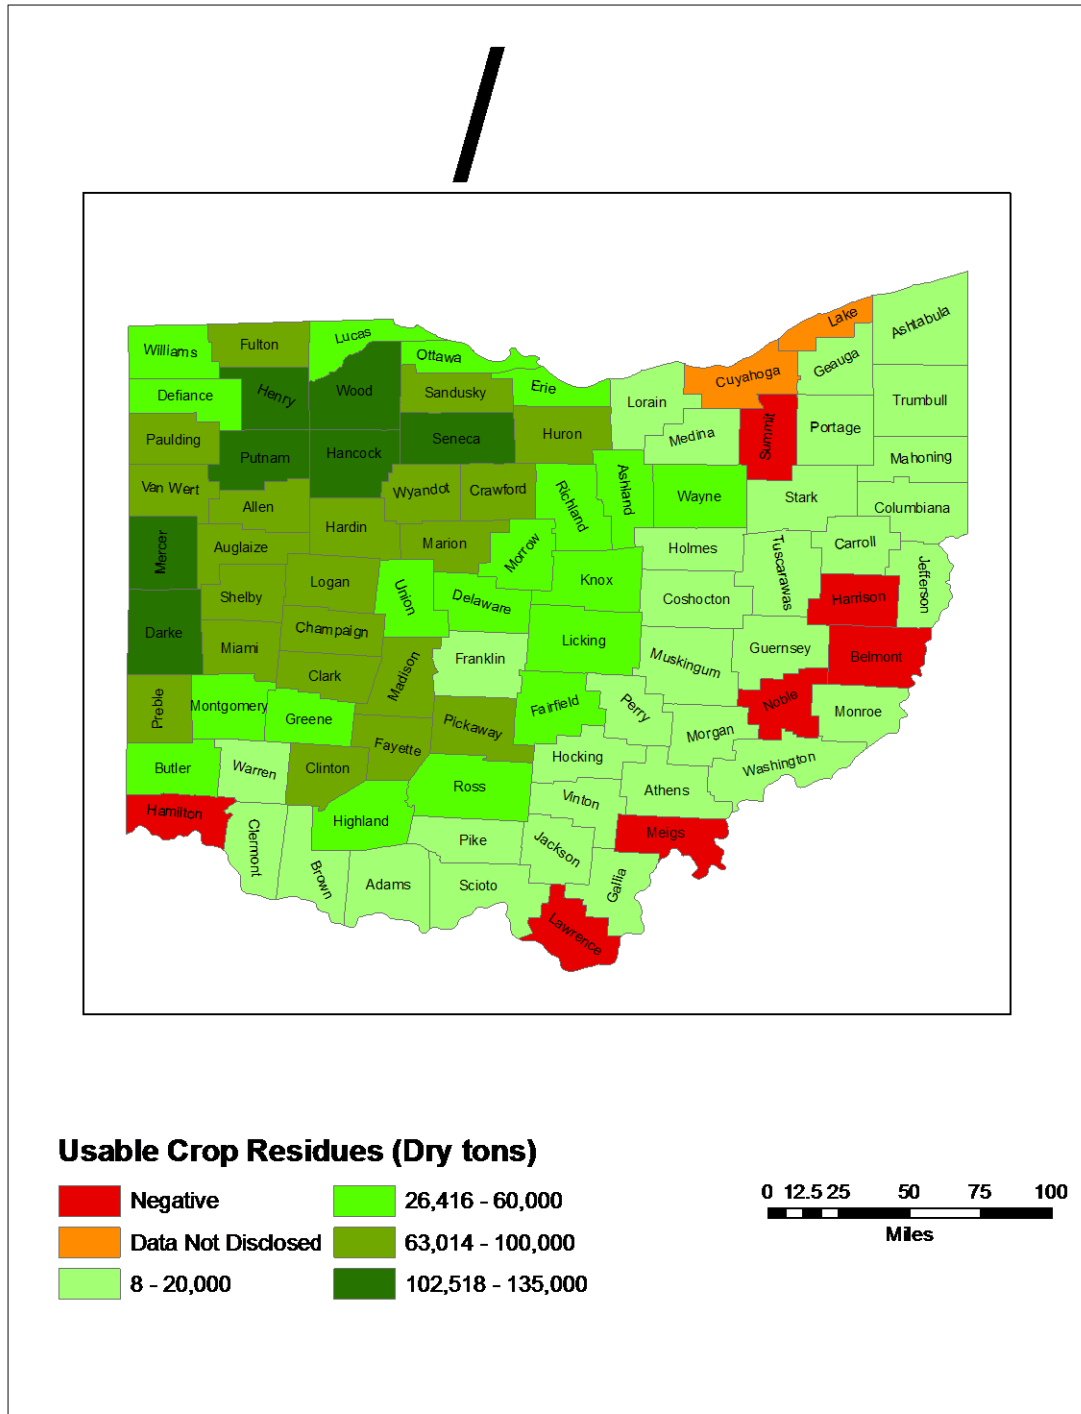 Lake
Ashtabula
Lucas
Williams
Fulton
Ottawa
Geauga
Cuyahoga
Erie
Henry
Wood
Sandusky
Defiance
Lorain
Trumbull
Paulding
Seneca
Huron
Medina
Summit
Portage
Putnam
Hancock
Mahoning
Van Wert
Allen
Wyandot
Crawford
Richland
Ashland
Wayne
Stark
Columbiana
Mercer
Auglaize
Hardin
Marion
Morrow
Holmes
Tuscarawas
Carroll
Jefferson
Shelby
Logan
Union
Delaware
Knox
Coshocton
Harrison
Darke
Miami
Champaign
Licking
Guernsey
Belmont
Clark
Madison
Franklin
Muskingum
Preble
Montgomery
Greene
Fairfield
Perry
Noble
Monroe
Fayette
Pickaway
Morgan
Butler
Warren
Clinton
Hocking
Washington
Ross
Vinton
Athens
Hamilton
Highland
Clermont
Pike
Jackson
Meigs
Brown
Adams
Scioto
Gallia
Lawrence
Usable Crop Residues (Dry tons)
Negative
Data Not Disclosed
8 - 20,000
26,416 - 60,000
63,014 - 100,000
102,518 - 135,000
0 12.5 25 50 75 100
Miles